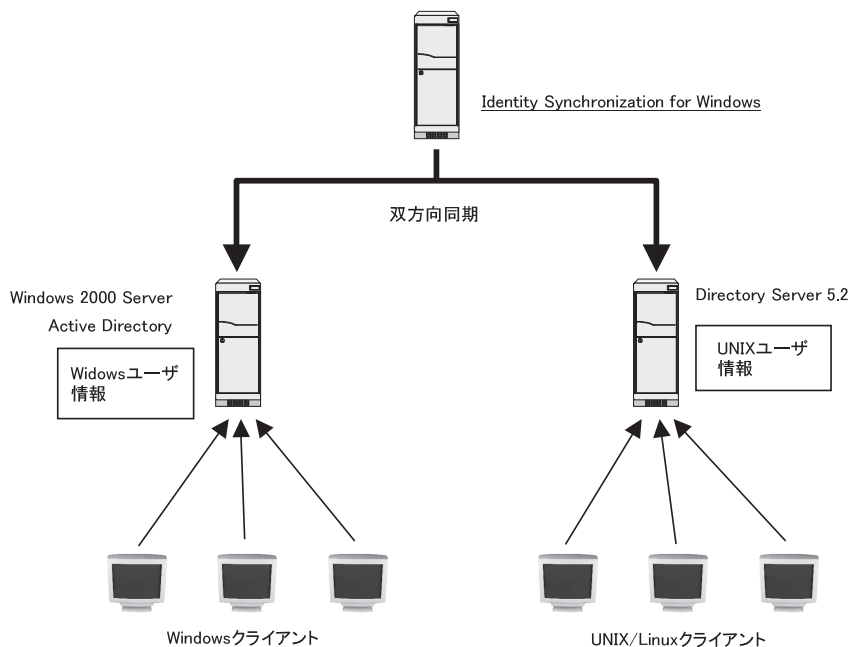 Identity Synchronization for Windows
双方向同期
Windows 2000 Server
Active Directory
Widowsユーザ
情報
Directory Server 5.2
UNIXユーザ
情報
Windowsクライアント
UNIX/Linuxクライアント